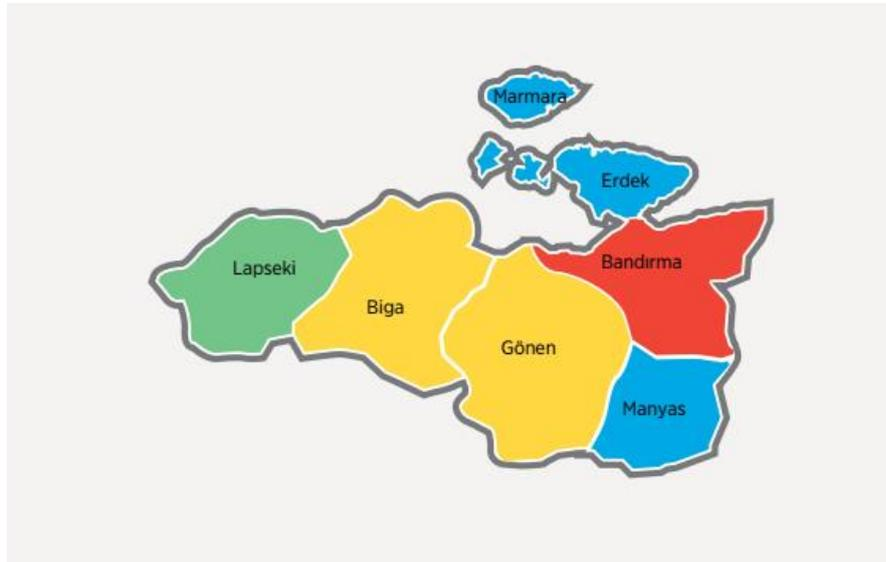 Marmara
Erdek
Bandırma
Lapseki
Biga
Gönen
Manyas